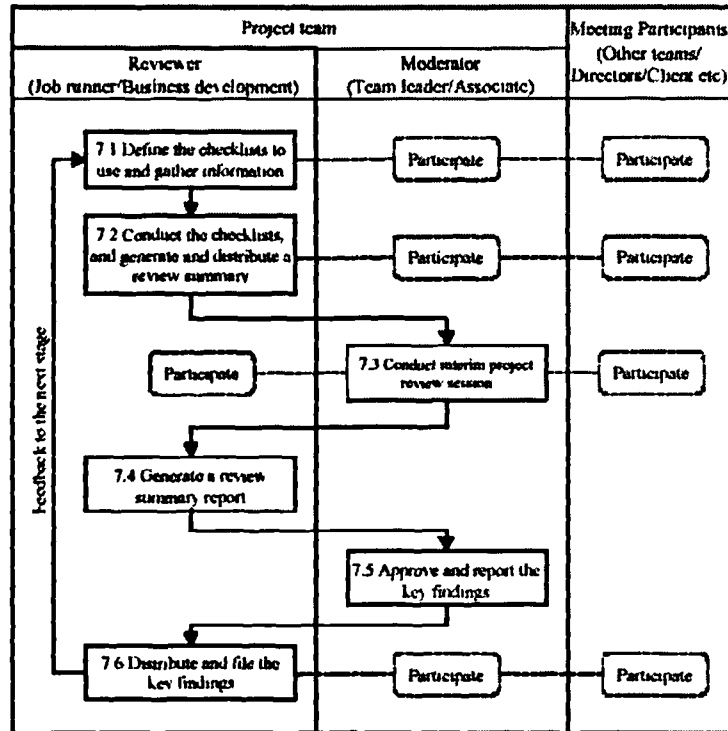 Project team
Meeting Participants
(Other teams/
Directors/Client etc)
Reviewer
(Job runner/Business development)
Moderator
(Team leader/Associate)
7.1 Define the checklists to
use and gather information
Participate
Participate
7.2 Conduct the checklists,
and generate and distribute a
review summary
Participate
Participate
Participate
7.3 Conduct interim project
review session
Participate
7.4 Generate a review
summary report
7.5 Approve and report the
key findings
7.6 Distribute and file the
key findings
Participate
Participate
Feedback to the next stage